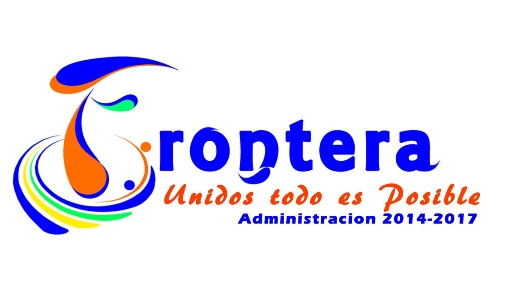 Frontera
Unidos todo es Posible
Administracion 2014-2017